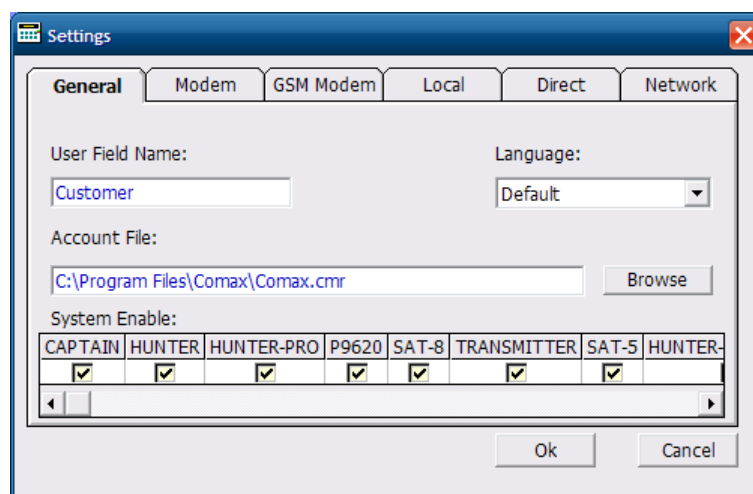 Settings
General Modem GSM Modem Local Direct Network
User Field Name: Language:
Customer Default
Account File:
C:\Program Files\Comax\Comax.cmr Browse
System Enable:
CAPTAIN HUNTER HUNTER-PRO P9620 SAT-8 TRANSMITTER SAT-5 HUNTER-
Ok Cancel